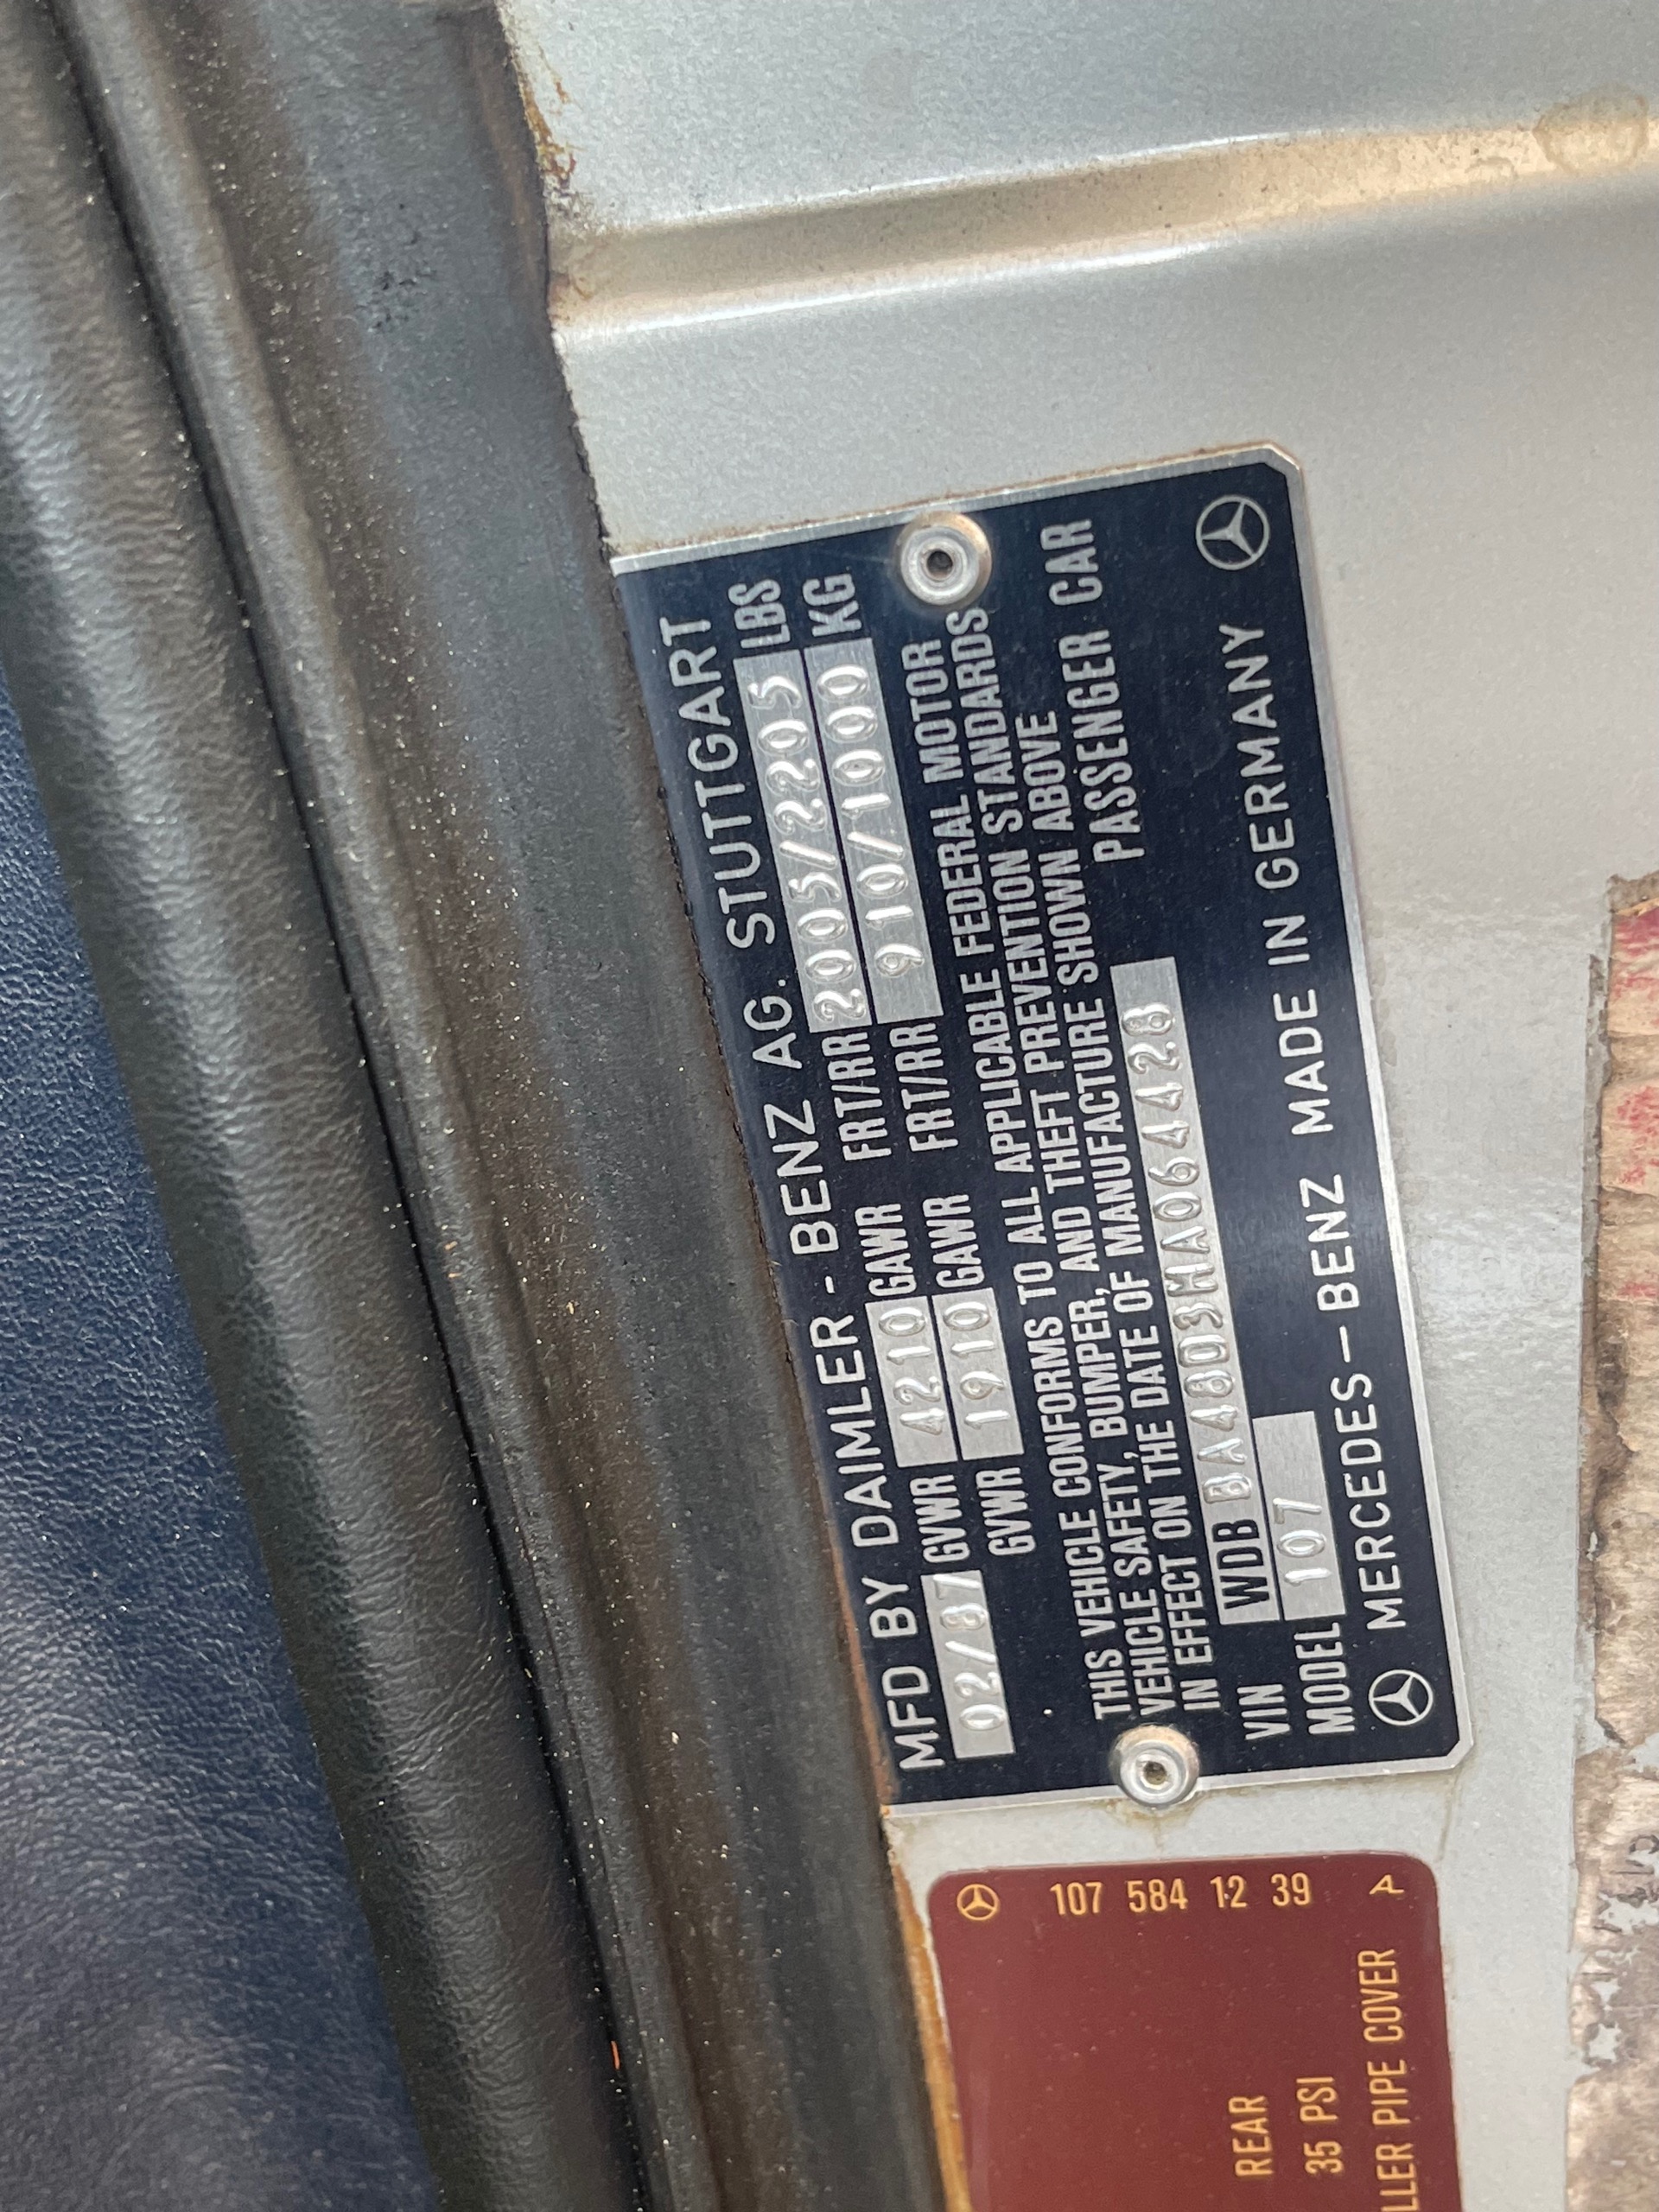 MFD BY DAIMLER - BENZ AG. STUTTGART
02/87 GVWR 4210 GAWR FRT/RR 2005/2205 LBS
GVWR 1910 GAWR FRT/RR 910/1000 KG
THIS VEHICLE CONFORMS TO ALL APPLICABLE FEDERAL MOTOR
VEHICLE SAFETY, BUMPER, AND THEFT PREVENTION STANDARDS
IN EFFECT ON THE DATE OF MANUFACTURE SHOWN ABOVE
VIN WDB BA48D3HA064428 PASSENGER CAR
MODEL 107
MERCEDES-BENZ MADE IN GERMANY
107 584 12 39 A
REAR
35 PSI
LLER PIPE COVER